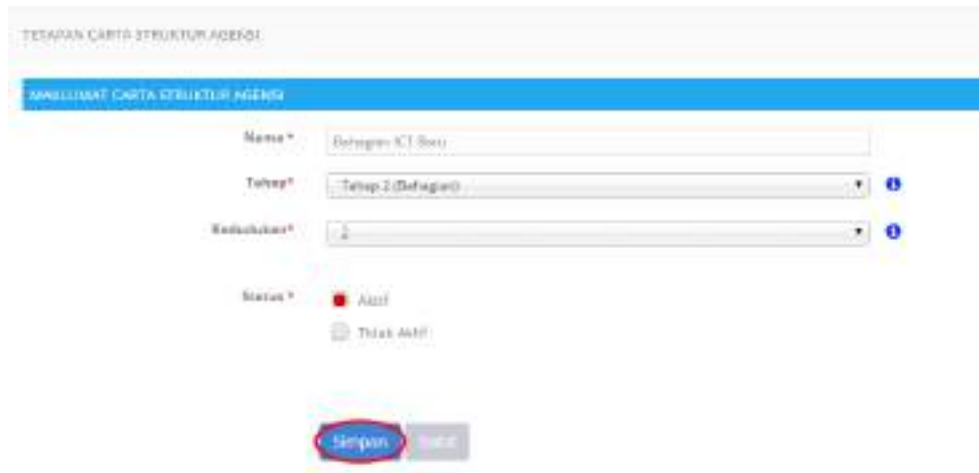 TETAPAN CARTA STRUKTUR AGENSI
MAKLUMAT CARTA STRUKTUR AGENSI
Nama *
Bahagian ICT Baru
Tahap*
Tahap 2 (Bahagian)
Kedudukan*
2
Status *
Aktif
Tidak Aktif
Simpan
Batal